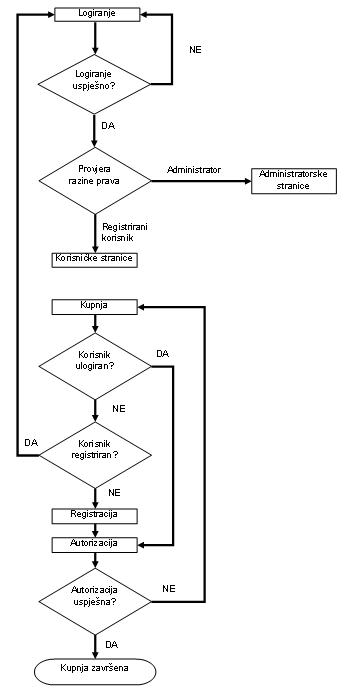 Logiranje
NE
Logiranje
uspješno?
DA
Provjera
razine prava
Administrator
Administratorske
stranice
Registrirani
korisnik
Korisničke stranice
Kupnja
Korisnik
ulogiran?
DA
NE
DA
Korisnik
registriran?
NE
Registracija
Autorizacija
Autorizacija
uspješna?
NE
DA
Kupnja završena